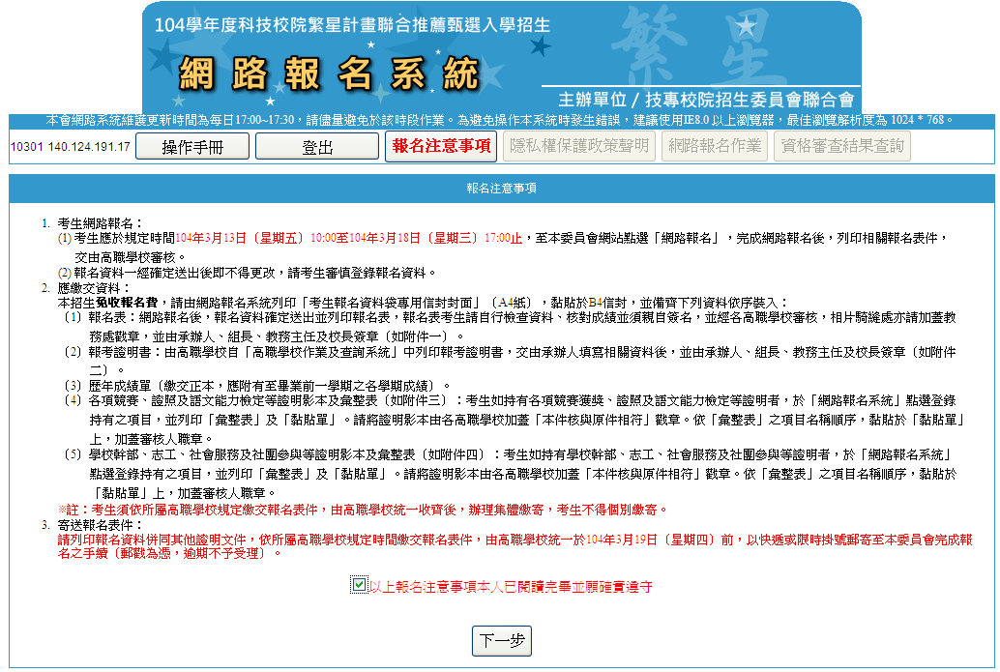 104學年度科技校院繁星計畫聯合推薦甄選入學招生
繁星
網路報名系統
主辦單位/技專校院招生委員會聯合會
本會網路系統維護更新時間為每日17:00~17:30，請儘量避免於該時段作業。為避免操作本系統時發生錯誤，建議使用IE8.0 以上瀏覽器，最佳瀏覽解析度為 1024 * 768。
10301 140.124.191.17 操作手冊 登出 報名注意事項 隱私權保護政策聲明 網路報名作業 資格審查結果查詢
報名注意事項
1. 考生網路報名：
(1) 考生應於規定時間104年3月13日（星期五）10:00至104年3月18日（星期三）17:00止，至本委員會網站點選「網路報名」，完成網路報名後，列印相關報名表件，
交由高職學校審核。
(2) 報名資料一經確定送出後即不得更改，請考生審慎登錄報名資料。
2. 應繳交資料：
本招生免收報名費，請由網路報名系統列印「考生報名資料袋專用信封封面」（A4紙），黏貼於B4信封，並備齊下列資料依序裝入：
（1）報名表：網路報名後，報名資料確定送出並列印報名表，報名表考生請自行檢查資料、核對成績並須親自簽名，並經各高職學校審核，相片騎縫處亦請加蓋教
務處戳章，並由承辦人、組長、教務主任及校長簽章（如附件一）。
（2）報考證明書：由高職學校自「高職學校作業及查詢系統」中列印報考證明書，交由承辦人填寫相關資料後，並由承辦人、組長、教務主任及校長簽章（如附件
二）。
（3）歷年成績單（繳交正本，應附有至畢業前一學期之各學期成績）。
（4）各項競賽、證照及語文能力檢定等證明影本及彙整表（如附件三）：考生如持有各項競賽獲獎、證照及語文能力檢定等證明者，於「網路報名系統」點選登錄
持有之項目，並列印「彙整表」及「黏貼單」。請將證明影本由各高職學校加蓋「本件核與原件相符」戳章。依「彙整表」之項目名稱順序，黏貼於「黏貼單」
上，加蓋審核人職章。
（5）學校幹部、志工、社會服務及社團參與等證明影本及彙整表（如附件四）：考生如持有學校幹部、志工、社會服務及社團參與等證明者，於「網路報名系統」
點選登錄持有之項目，並列印「彙整表」及「黏貼單」。請將證明影本由各高職學校加蓋「本件核與原件相符」戳章。依「彙整表」之項目名稱順序，黏貼於
「黏貼單」上，加蓋審核人職章。
※註：考生須依所屬高職學校規定繳交報名表件，由高職學校統一收齊後，辦理集體繳寄，考生不得個別繳寄。
3. 寄送報名表件：
請列印報名資料併同其他證明文件，依所屬高職學校規定時間繳交報名表件，由高職學校統一於104年3月19日（星期四）前，以快遞或限時掛號郵寄至本委員會完成報
名之手續（郵戳為憑，逾期不予受理）。
以上報名注意事項本人已閱讀完畢並願確實遵守
下一步